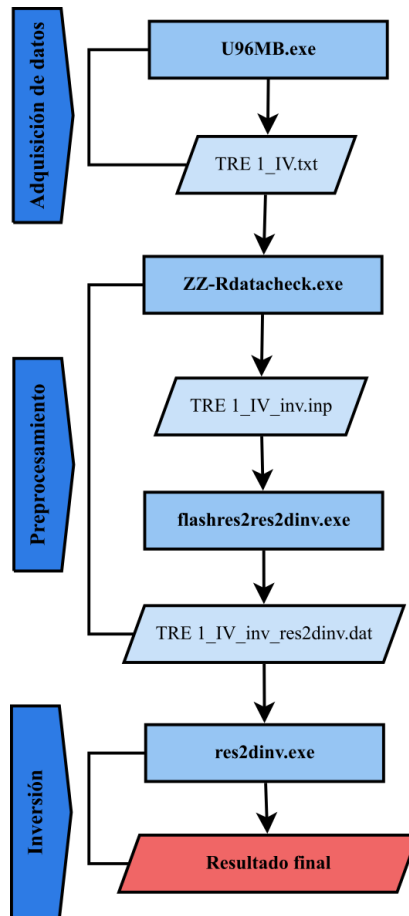 Adquisición de datos
U96MB.exe
TRE 1_IV.txt
Preprocesamiento
ZZ-Rdatacheck.exe
TRE 1_IV_inv.inp
flashres2res2dinv.exe
TRE 1_IV_inv_res2dinv.dat
Inversión
res2dinv.exe
Resultado final